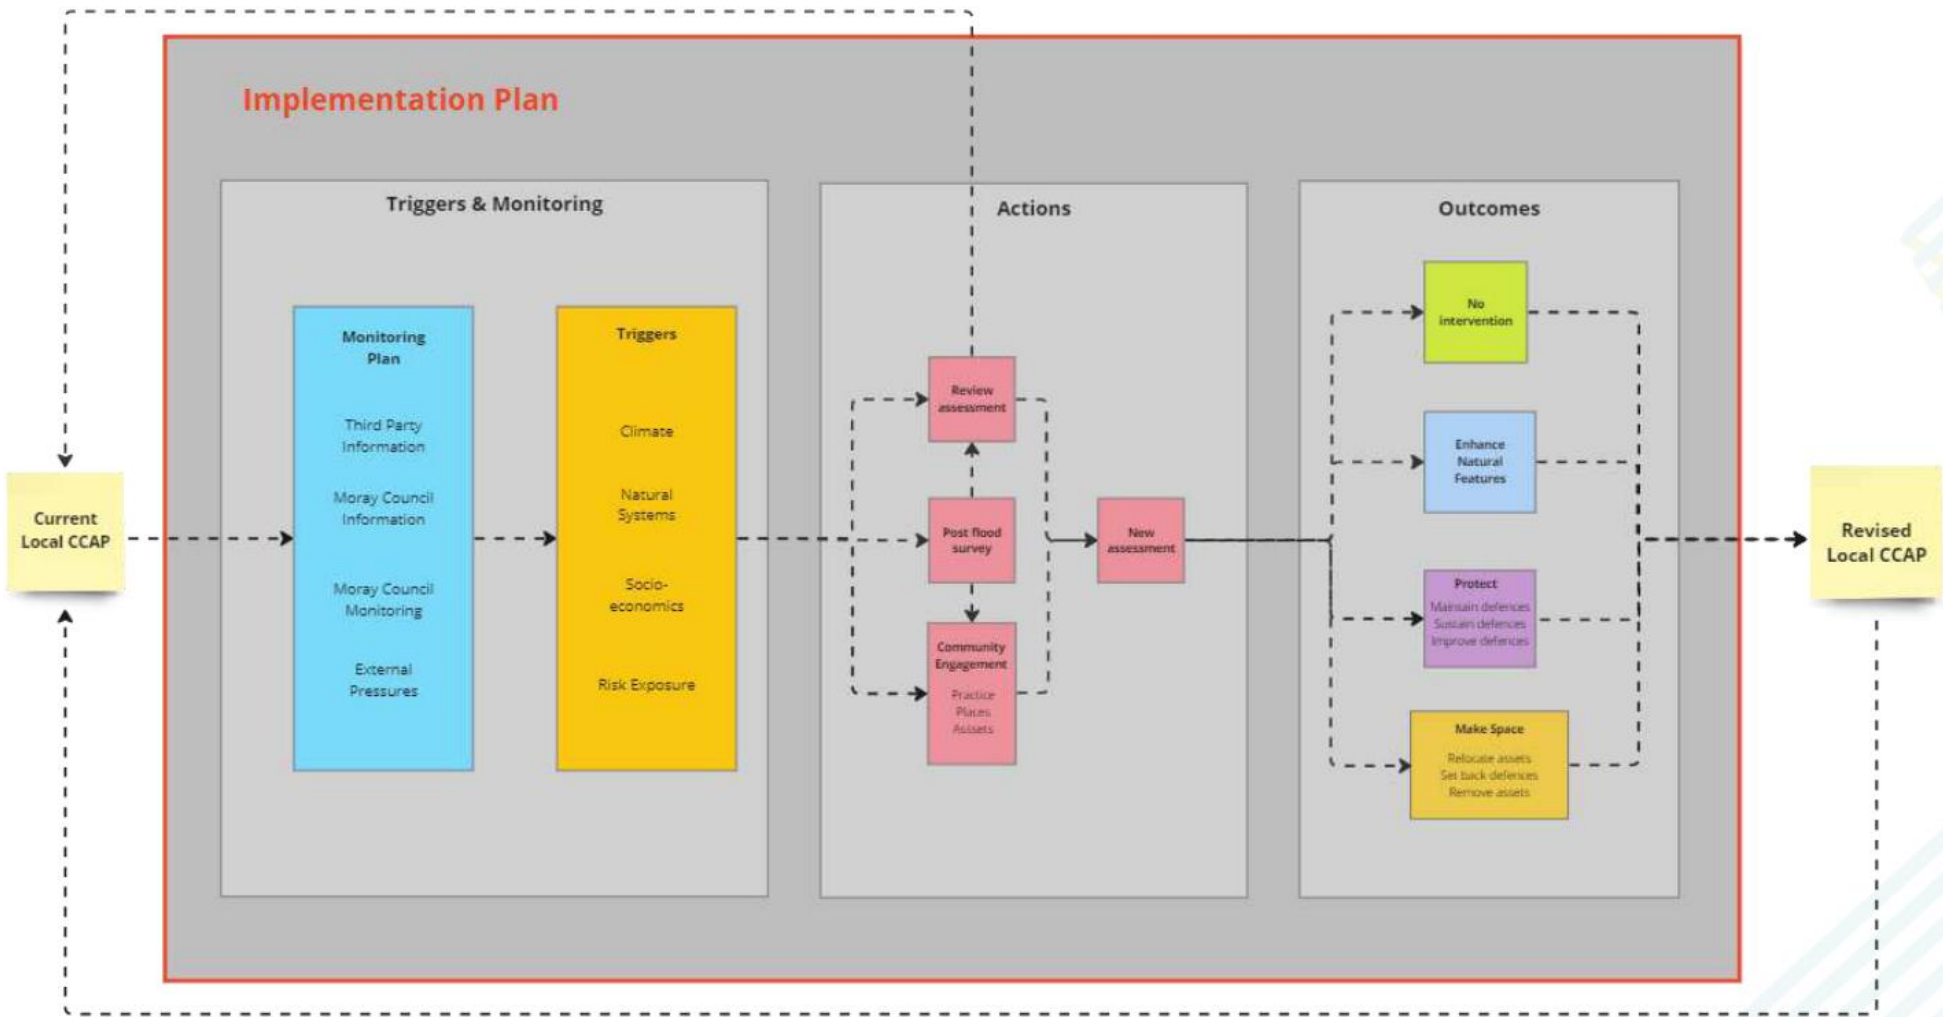 Implementation Plan
Triggers & Monitoring
Monitoring
Plan
Third Party
Information
Moray Council
Information
Moray Council
Monitoring
External
Pressures
Triggers
Climate
Natural
Systems
Socio-
economics
Risk Exposure
Actions
Review
assessment
Post flood
survey
Community
Engagement
Practice
Places
Assets
New
assessment
Outcomes
No
intervention
Enhance
Natural
Features
Protect
Maintain defences
Sustain defences
Improve defences
Make Space
Relocate assets
Set back defences
Remove assets
Current
Local CCAP
Revised
Local CCAP